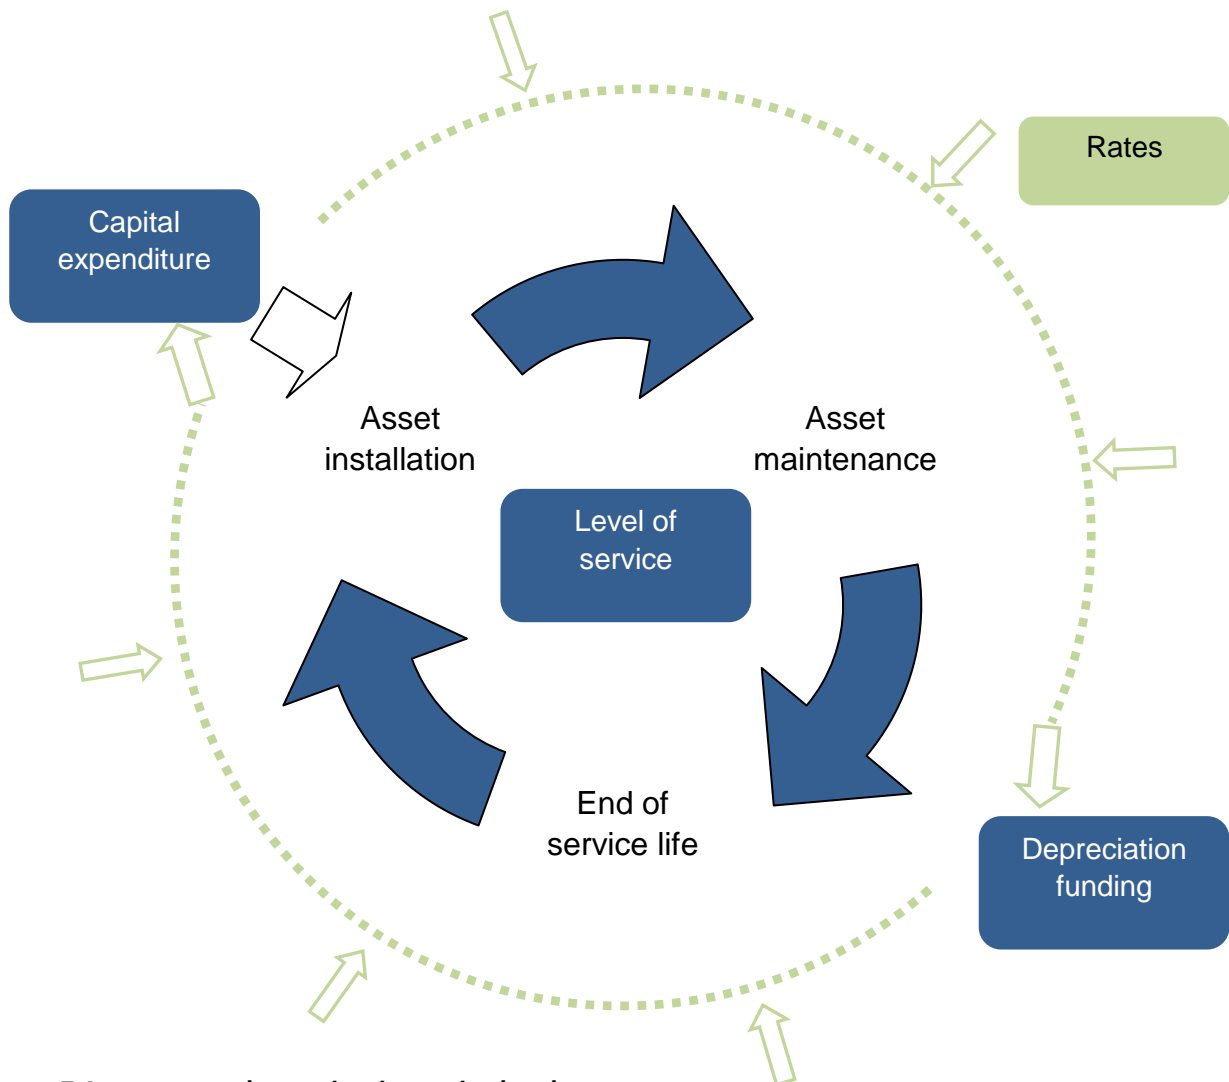 Rates
Capital
expenditure
Asset
installation
Asset
maintenance
Level of
service
End of
service life
Depreciation
funding